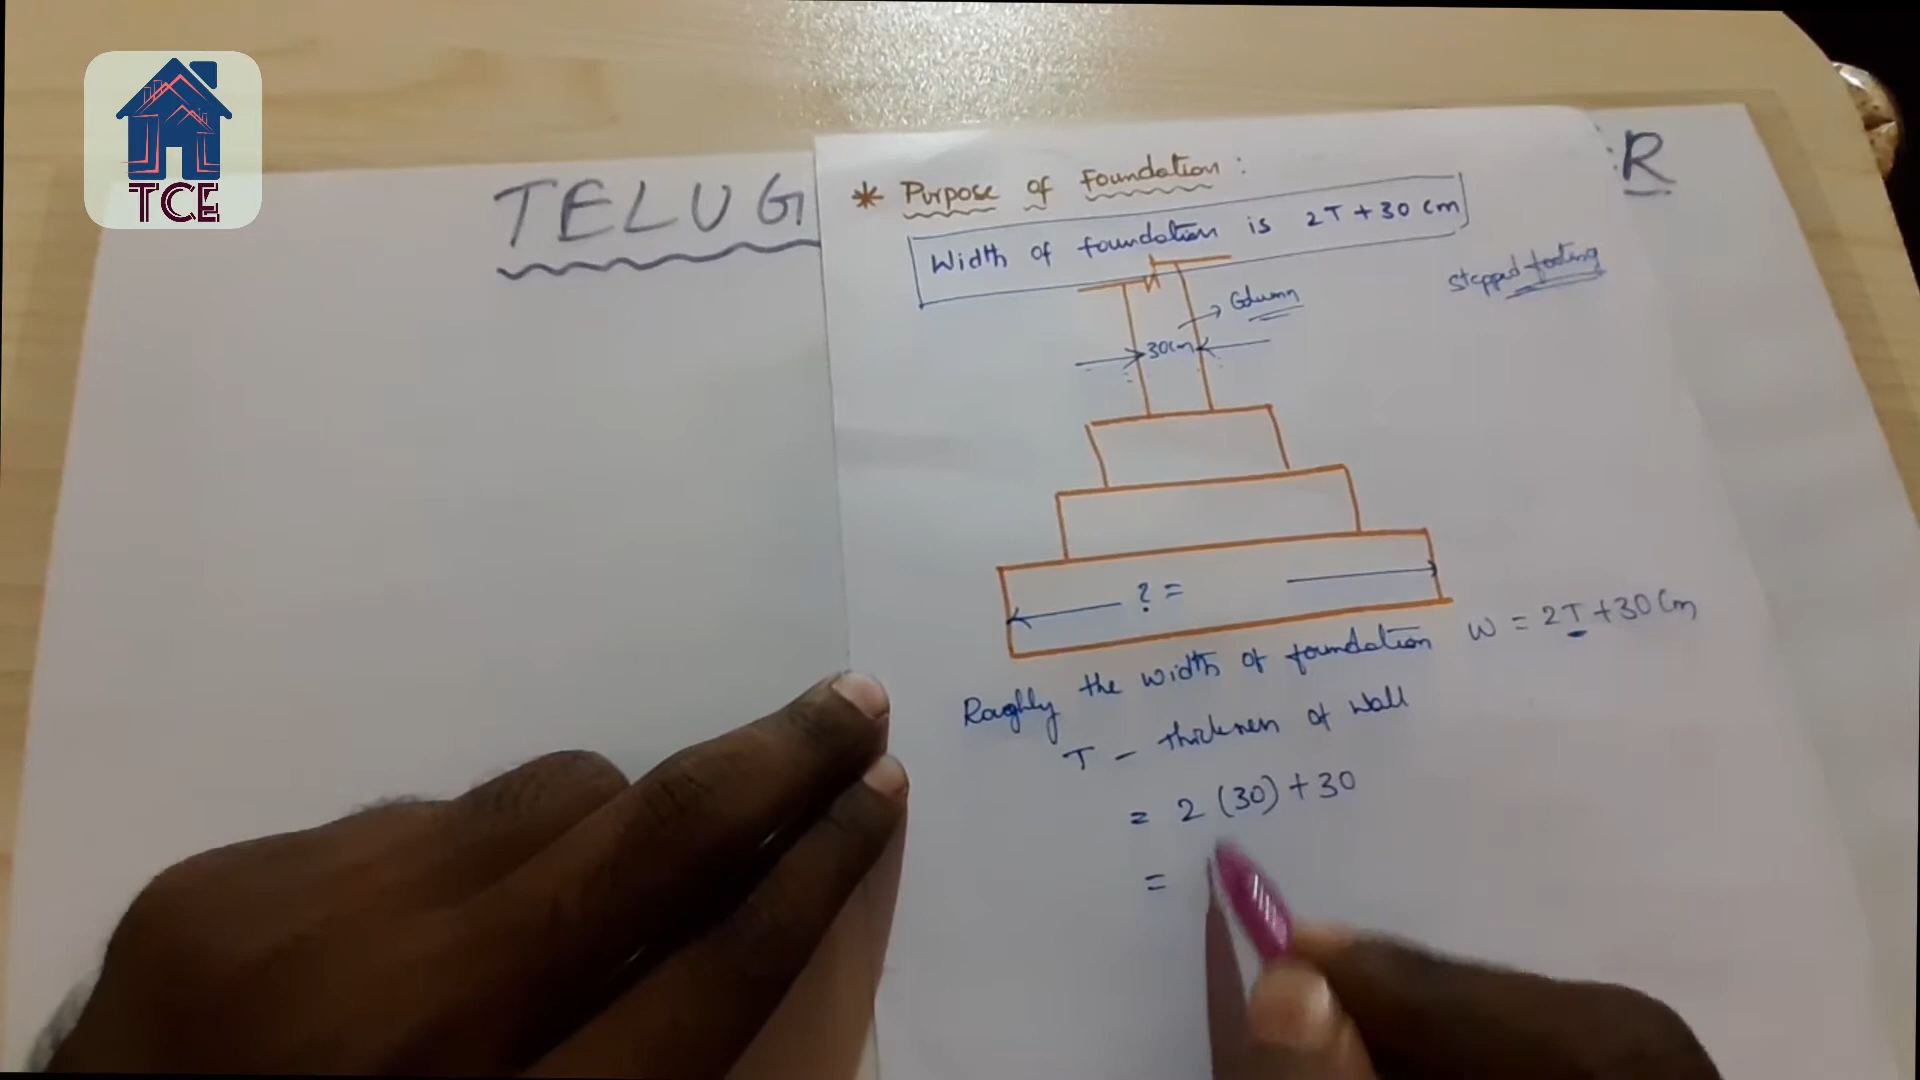 TCE
TELUG
R
* Purpose of Foundation :
Width of foundation is 2T + 30 cm
Stepped footing
Column
30cm
? =
Roughly the width of foundation W = 2T + 30 Cm
T - thickness of wall
= 2 (30) + 30
=